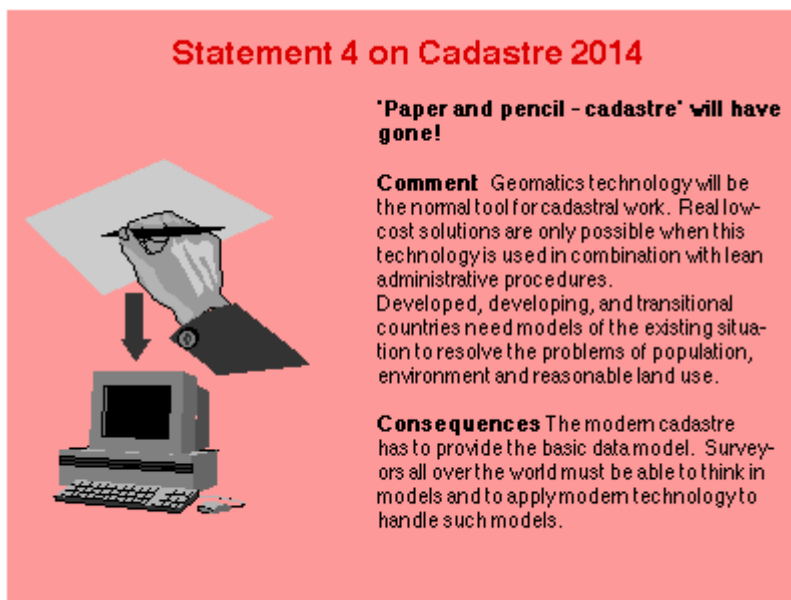 Statement 4 on Cadastre 2014
'Paper and pencil - cadastre' will have
gone!
Comment Geomatics technology will be
the normal tool for cadastral work. Real low-
cost solutions are only possible when this
technology is used in combination with lean
administrative procedures.
Developed, developing, and transitional
countries need models of the existing situa-
tion to resolve the problems of population,
environment and reasonable land use.
Consequences The modern cadastre
has to provide the basic data model. Survey-
ors all over the world must be able to think in
models and to apply modern technology to
handle such models.